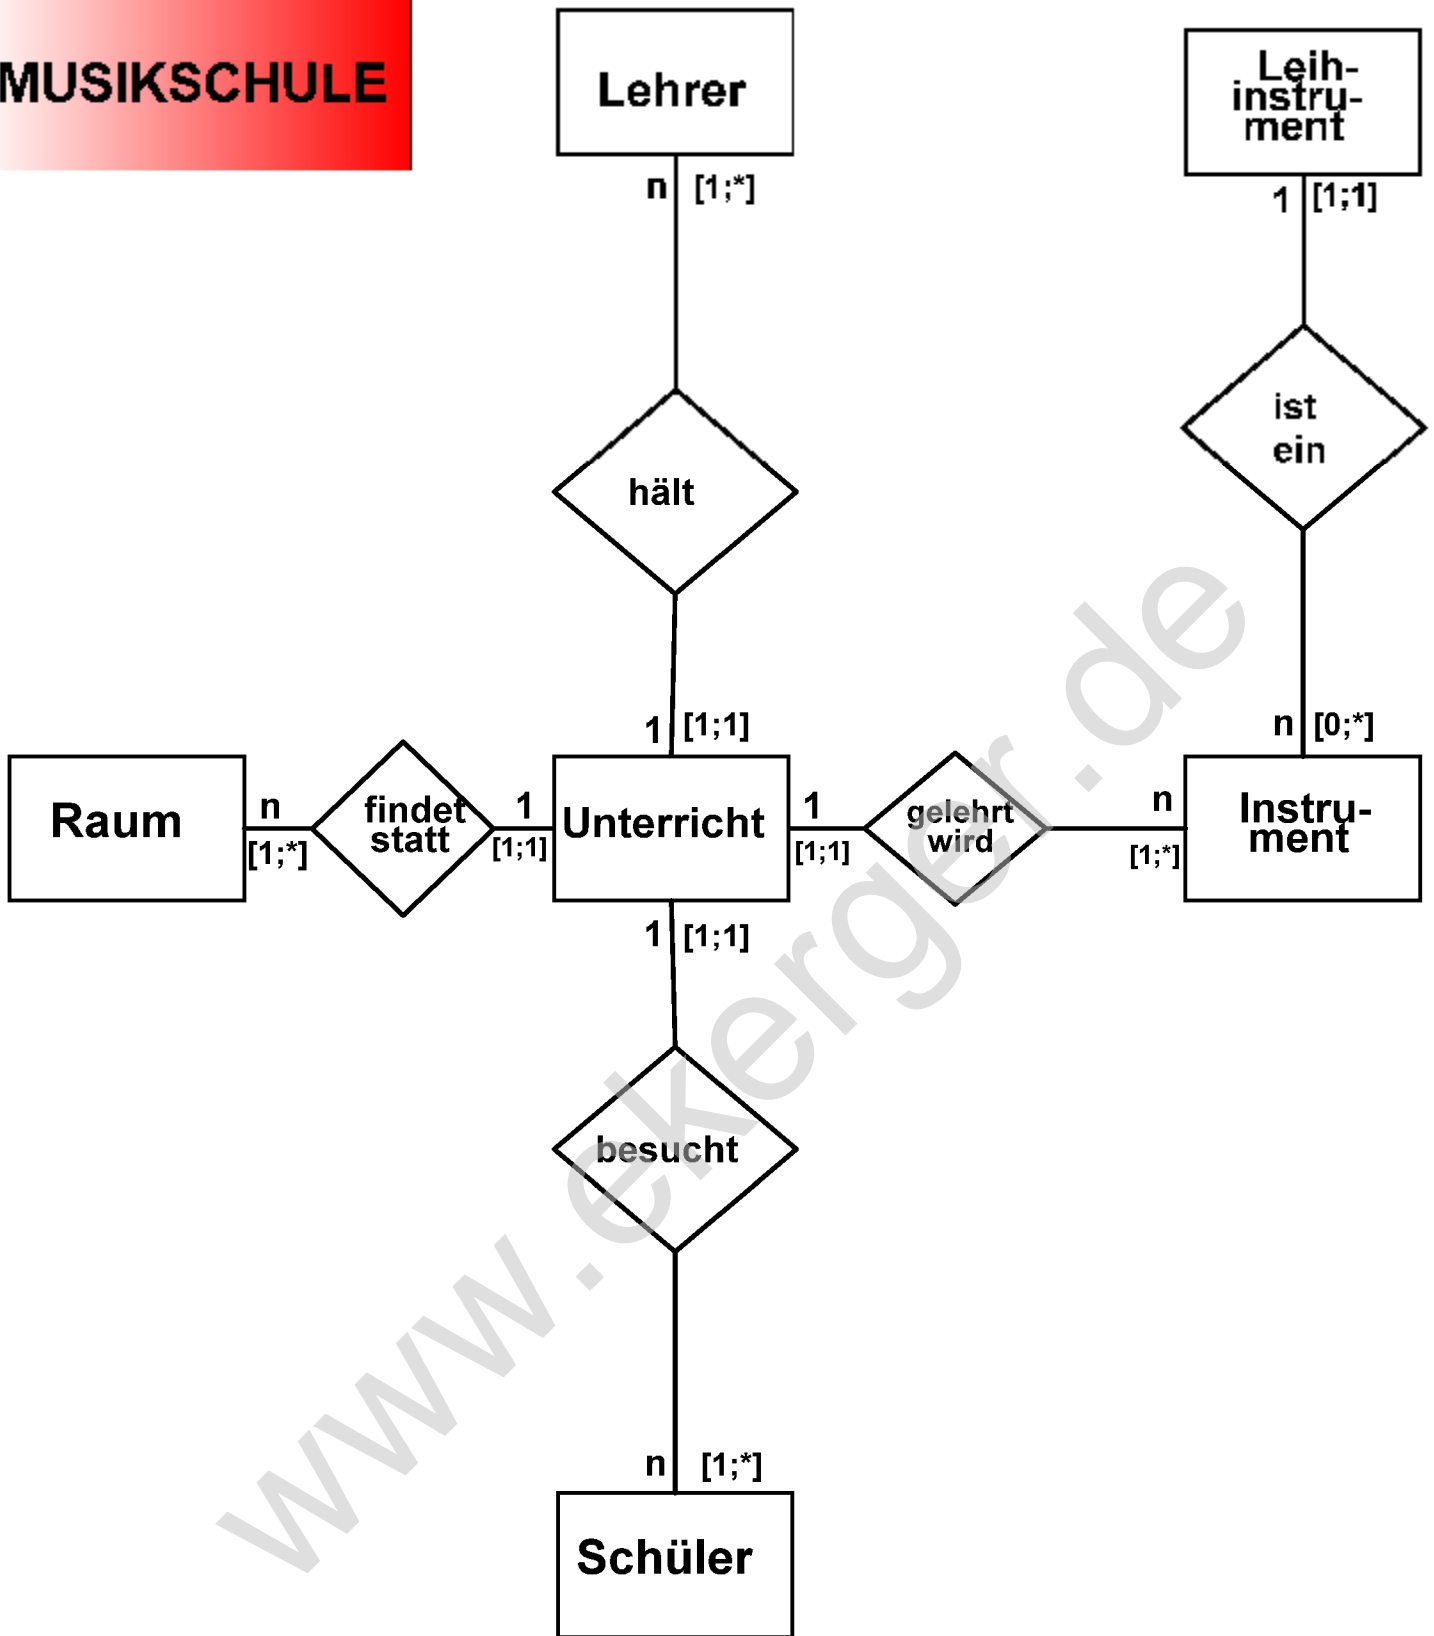 MUSIKSCHULE
Lehrer
Leih-
instru-
ment
n [1;*]
1 [1;1]
hält
ist
ein
1 [1;1]
n [0;*]
Raum
n
[1;*]
findet
statt
1
[1;1]
Unterricht
1
[1;1]
gelehrt
wird
n
[1;*]
Instru-
ment
1 [1;1]
besucht
n [1;*]
Schüler
www.ekerger.de